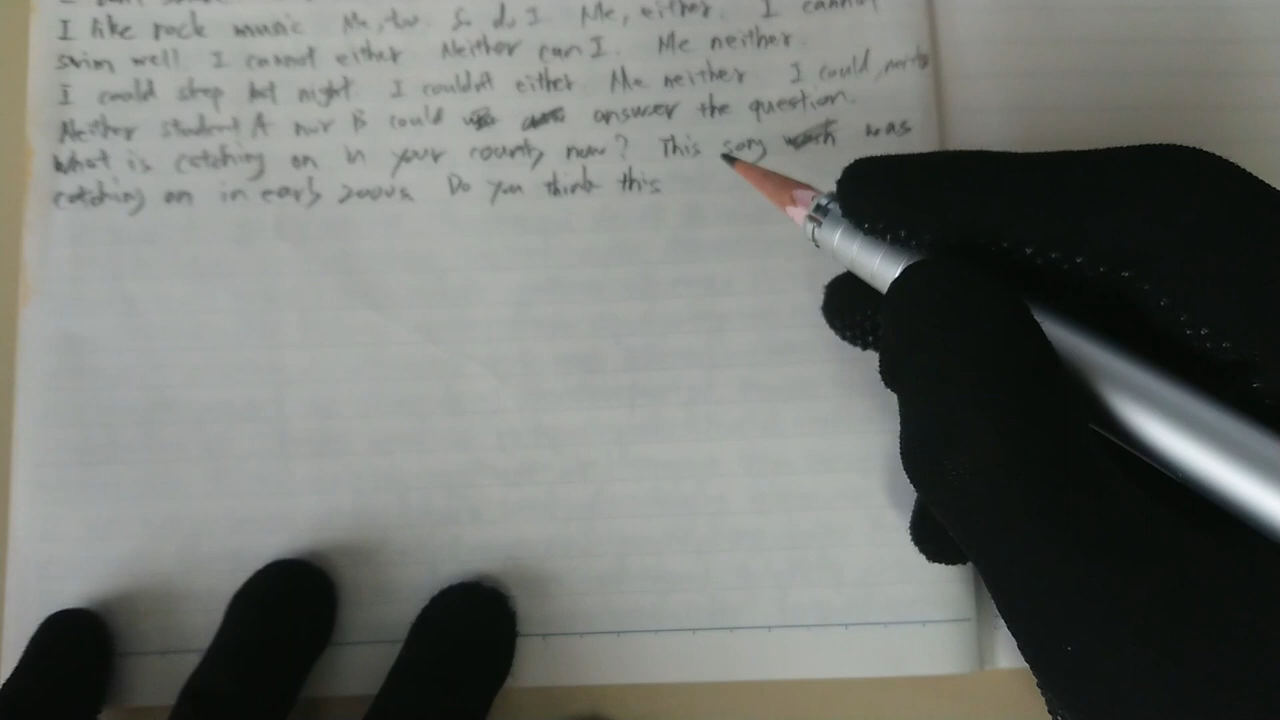 I like rock music Me, too. So do I. Me, either. I cannot
swim well I cannot either Neither can I. Me neither.
I could sleep at night I couldn't either. Me neither I could
Neither student A nor B could answer the question.
What is catching on in your country now? This song was
catching on in early 2000s. Do you think this